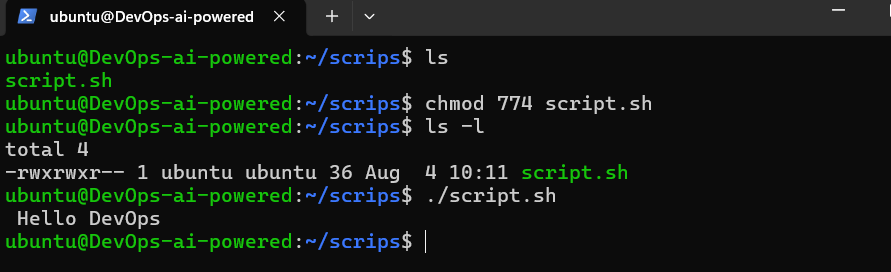 ubuntu@DevOps-ai-powered
ubuntu@DevOps-ai-powered:~/scrips$ ls
script.sh
ubuntu@DevOps-ai-powered:~/scrips$ chmod 774 script.sh
ubuntu@DevOps-ai-powered:~/scrips$ ls -l
total 4
-rwxrwxr-- 1 ubuntu ubuntu 36 Aug  4 10:11 script.sh
ubuntu@DevOps-ai-powered:~/scrips$ ./script.sh
 Hello DevOps
ubuntu@DevOps-ai-powered:~/scrips$